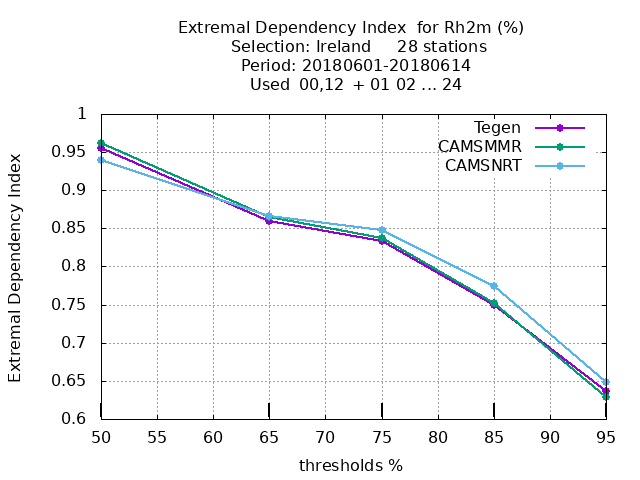 Extremal Dependency Index  for Rh2m (%)
Selection: Ireland     28 stations
Period: 20180601-20180614
Used  00,12  + 01 02 ... 24
Tegen
CAMSMMR
CAMSNRT
Extremal Dependency Index
1
0.95
0.9
0.85
0.8
0.75
0.7
0.65
0.6
50 55 60 65 70 75 80 85 90 95
thresholds %